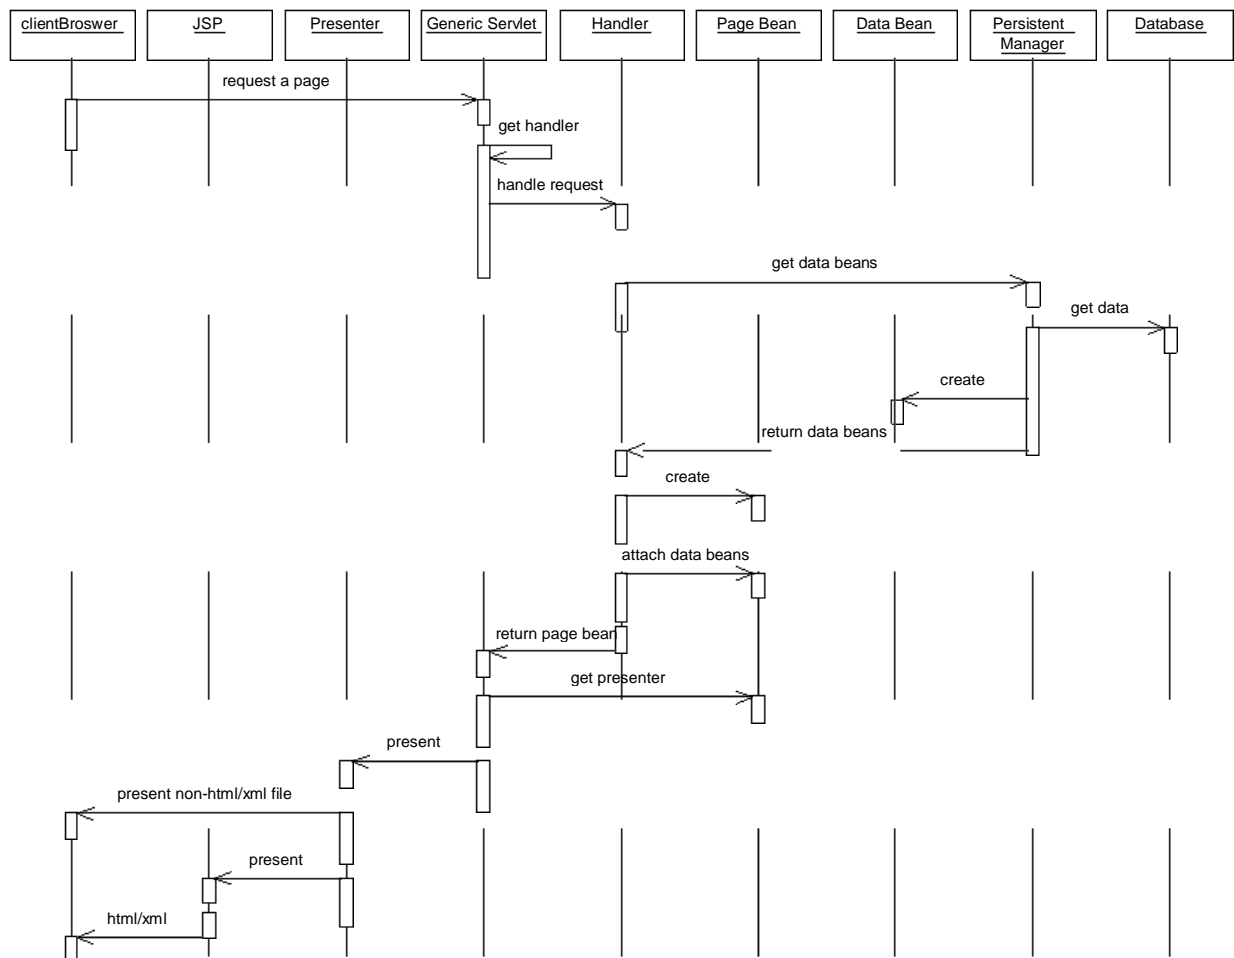 clientBroswer
JSP
Presenter
Generic Servlet
Handler
Page Bean
Data Bean
Persistent
Manager
Database
request a page
get handler
handle request
get data beans
get data
create
return data beans
create
attach data beans
return page bean
get presenter
present
present non-html/xml file
present
html/xml